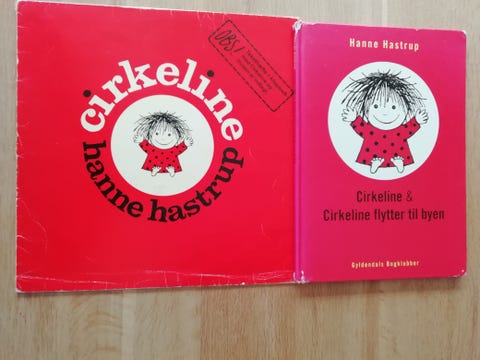 cirkeline
hanne hastrup
OBS!
Hanne Hastrup
Cirkeline &
Cirkeline flytter til byen
Gyldendals Bogklubber